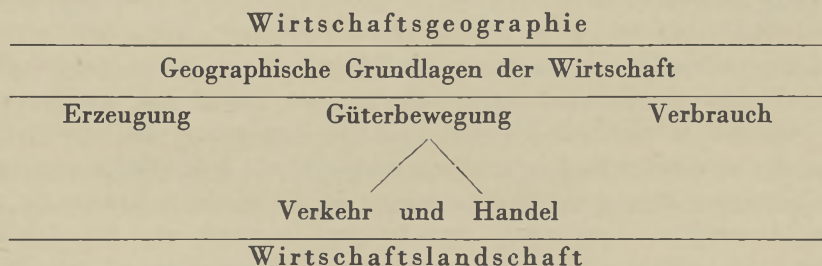 Wirtschaftsgeographie
Geographische Grundlagen der Wirtschaft
Erzeugung Güterbewegung Verbrauch
Verkehr und Handel
Wirtschaftslandschaft